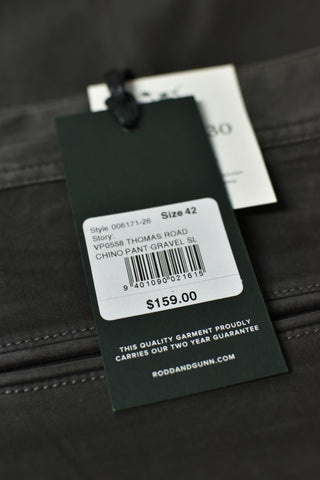 Style 006171-26 Size 42
Story:
VP0558 THOMAS ROAD
CHINO PANT-GRAVEL SL
9 401090 021615
$159.00
THIS QUALITY GARMENT PROUDLY
CARRIES OUR TWO YEAR GUARANTEE
RODDANDGUNN.COM